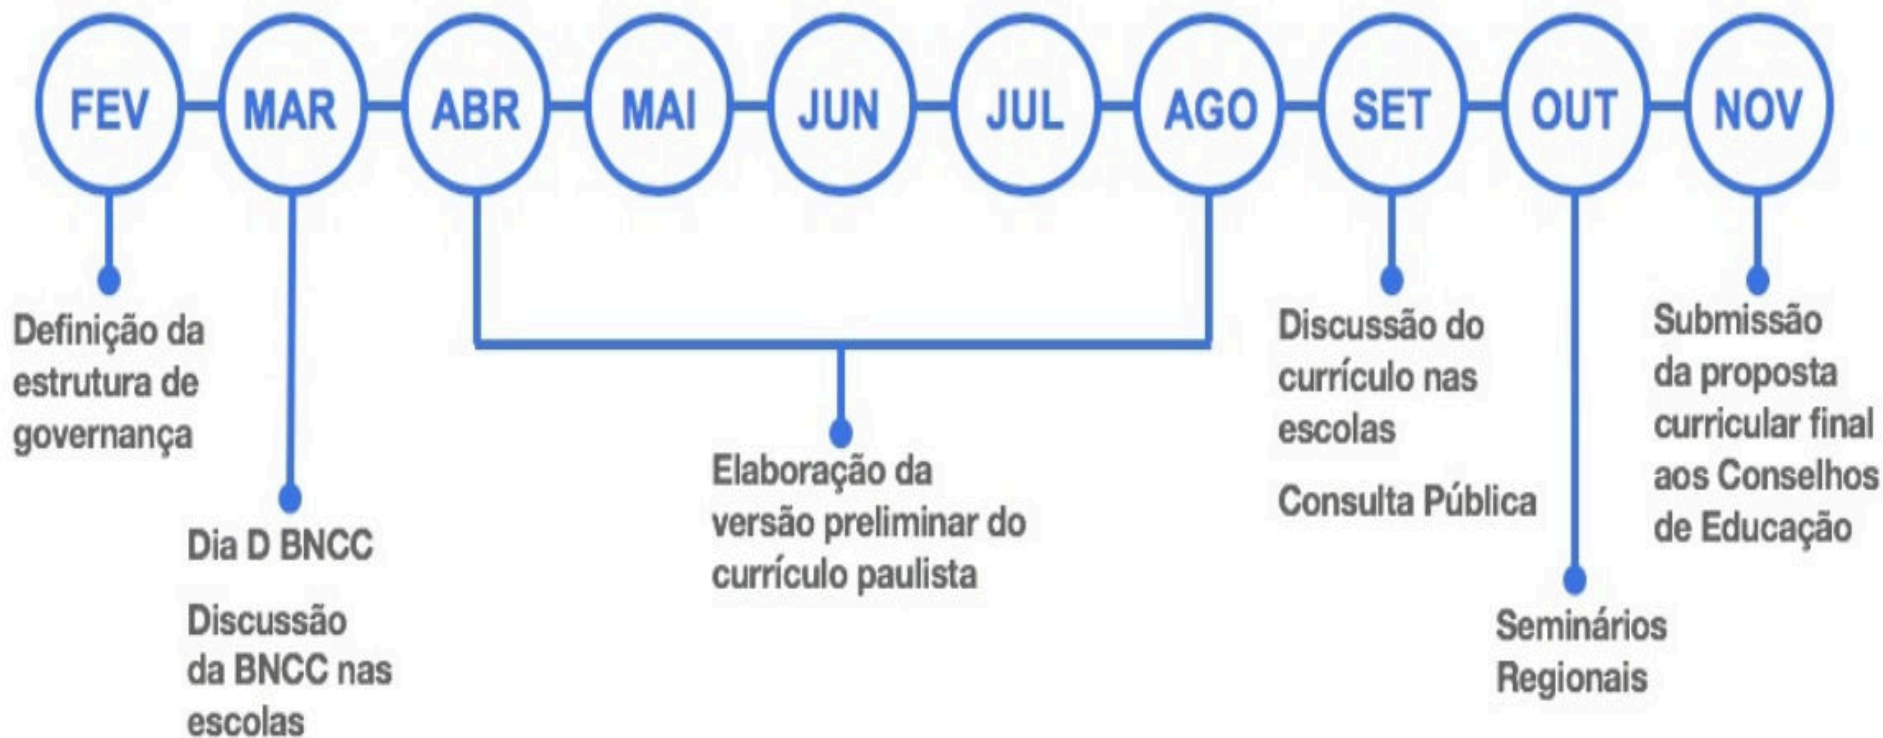 FEV MAR ABR MAI JUN JUL AGO SET OUT NOV
Definição da
estrutura de
governança
Dia D BNCC
Discussão
da BNCC nas
escolas
Elaboração da
versão preliminar do
currículo paulista
Discussão do
currículo nas
escolas
Consulta Pública
Seminários
Regionais
Submissão
da proposta
curricular final
aos Conselhos
de Educação